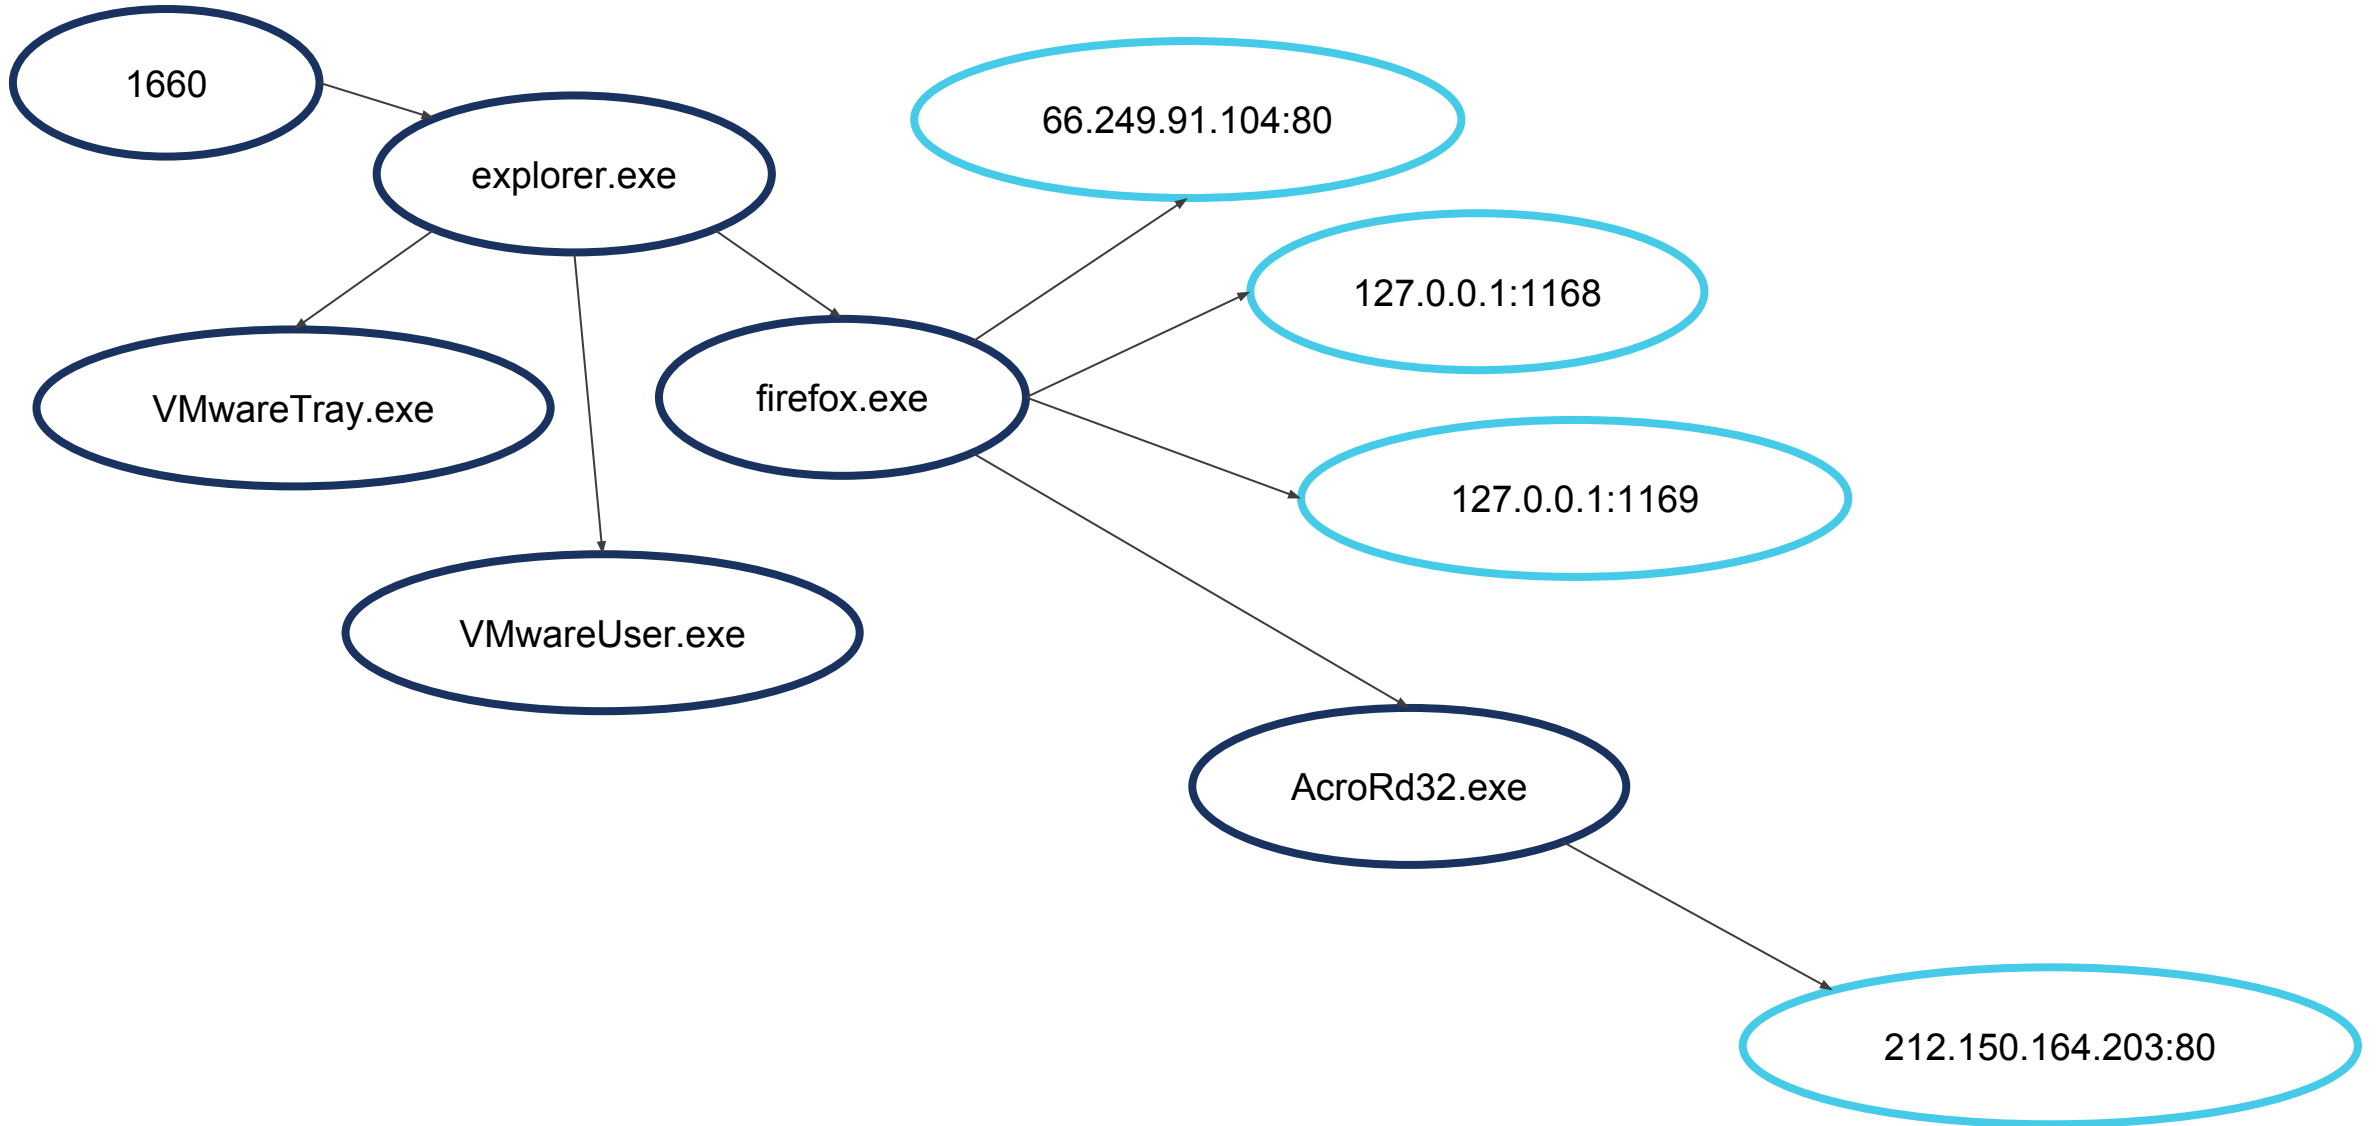 1660
explorer.exe
66.249.91.104:80
127.0.0.1:1168
VMwareTray.exe
firefox.exe
127.0.0.1:1169
VMwareUser.exe
AcroRd32.exe
212.150.164.203:80